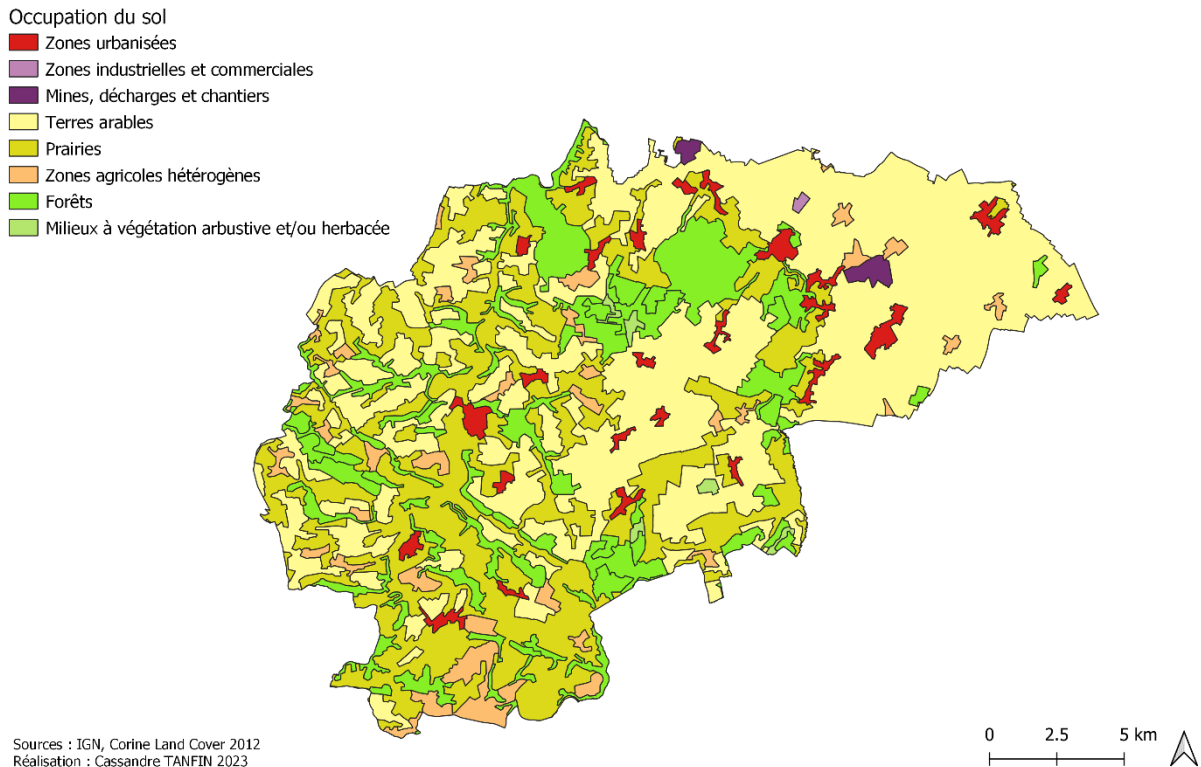 Occupation du sol
Zones urbanisées
Zones industrielles et commerciales
Mines, décharges et chantiers
Terres arables
Prairies
Zones agricoles hétérogènes
Forêts
Milieux à végétation arbustive et/ou herbacée
Sources : IGN, Corine Land Cover 2012
Réalisation : Cassandre TANFIN 2023
0 2.5 5 km